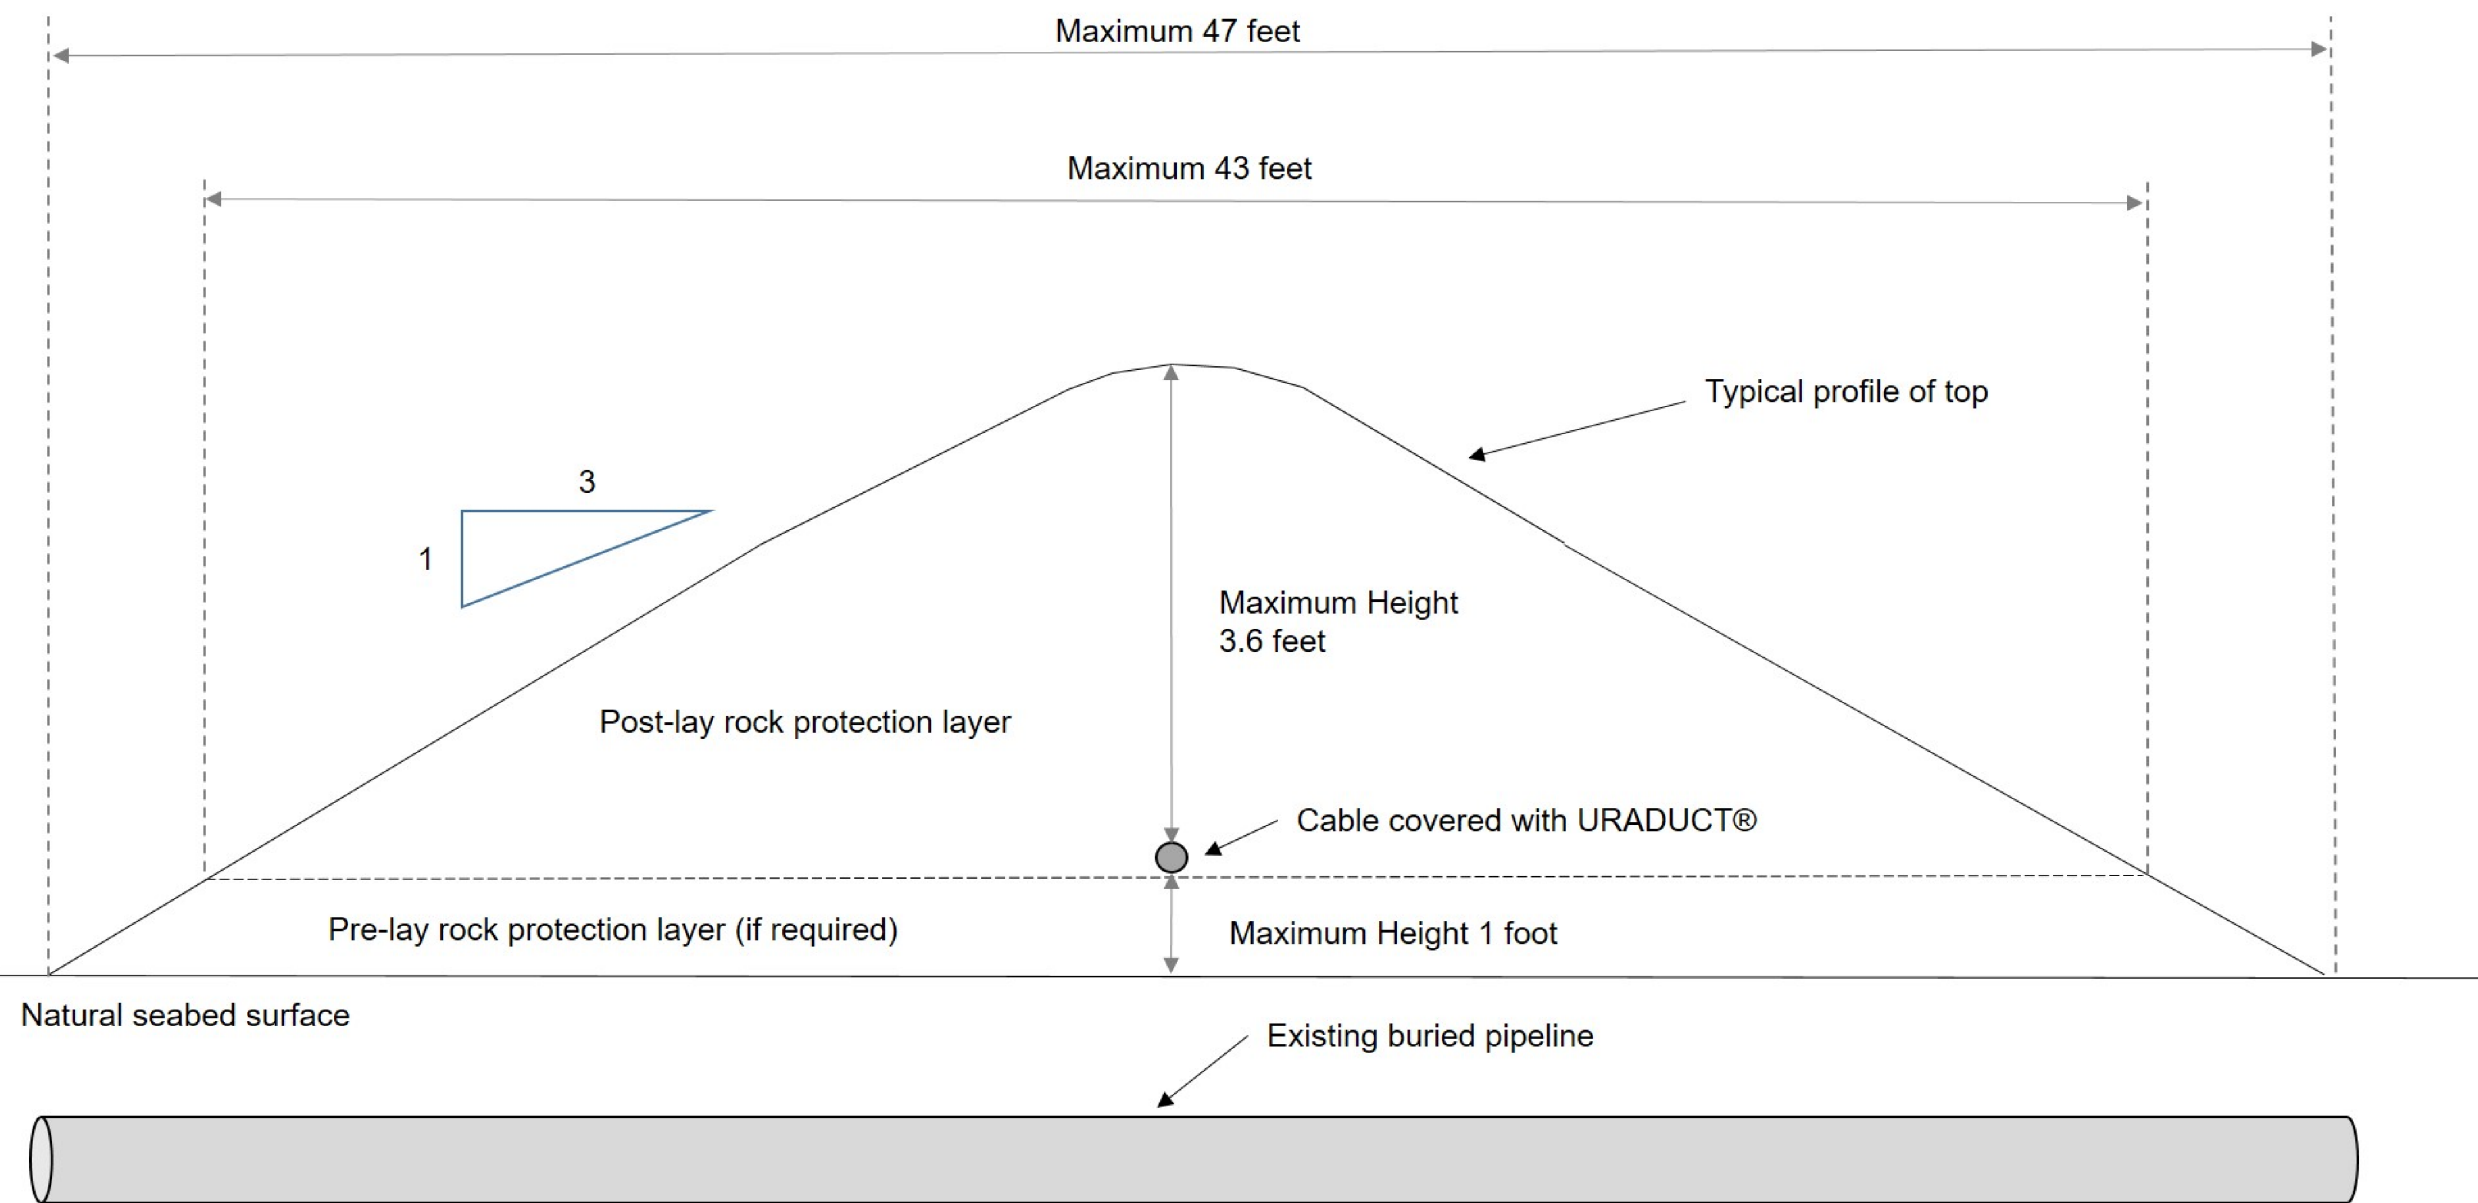 Maximum 47 feet
Maximum 43 feet
Typical profile of top
3
1
Maximum Height
3.6 feet
Post-lay rock protection layer
Cable covered with URADUCT®
Pre-lay rock protection layer (if required)
Maximum Height 1 foot
Natural seabed surface
Existing buried pipeline